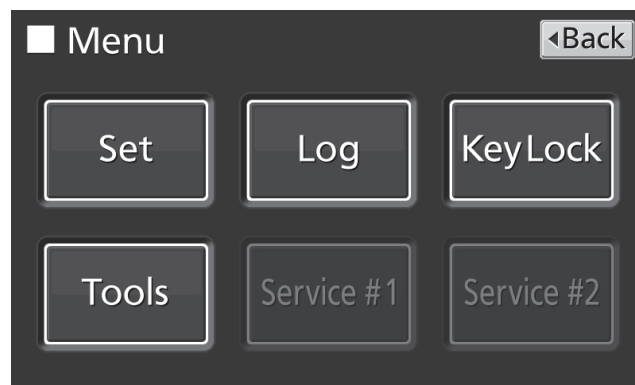 Menu
Back
Set
Log
KeyLock
Tools
Service #1
Service #2